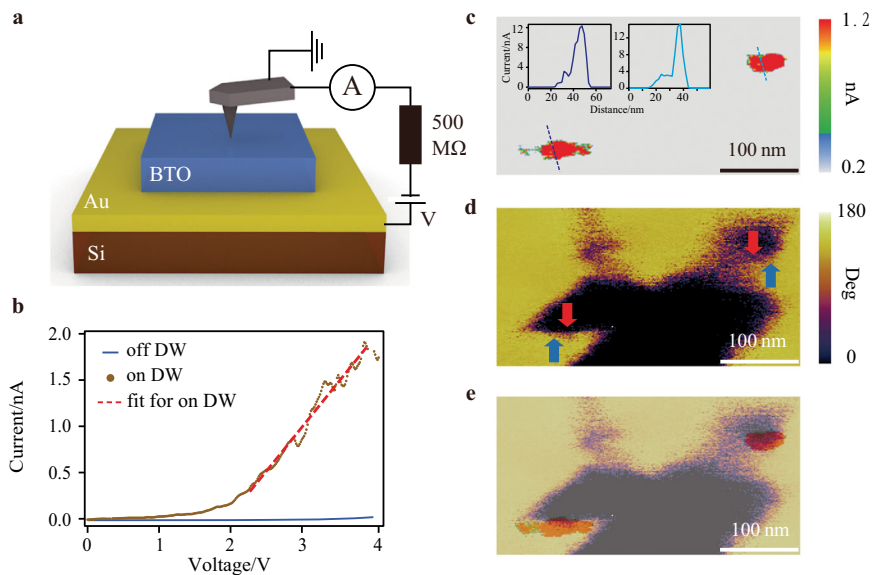 a
A
500
MΩ
BTO
Au
V
Si
b
2.0
1.5
1.0
0.5
0.0
Current/nA
off DW
on DW
fit for on DW
0 1 2 3 4
Voltage/V
c
Current/nA
12
8
4
0
0 20 40 60
12
8
4
0
0 20 40
Distance/nm
100 nm
1.2
nA
0.2
d
100 nm
180
Deg
0
e
100 nm